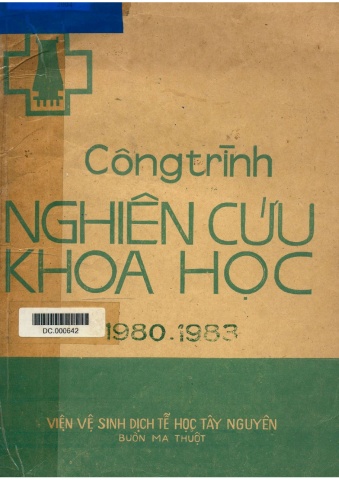 Công trình
NGHIÊN CỨU
KHOA HỌC
1980.1983
DC.000642
VIỆN VỆ SINH DỊCH TỄ HỌC TÂY NGUYÊN
BUÔN MA THUỘT